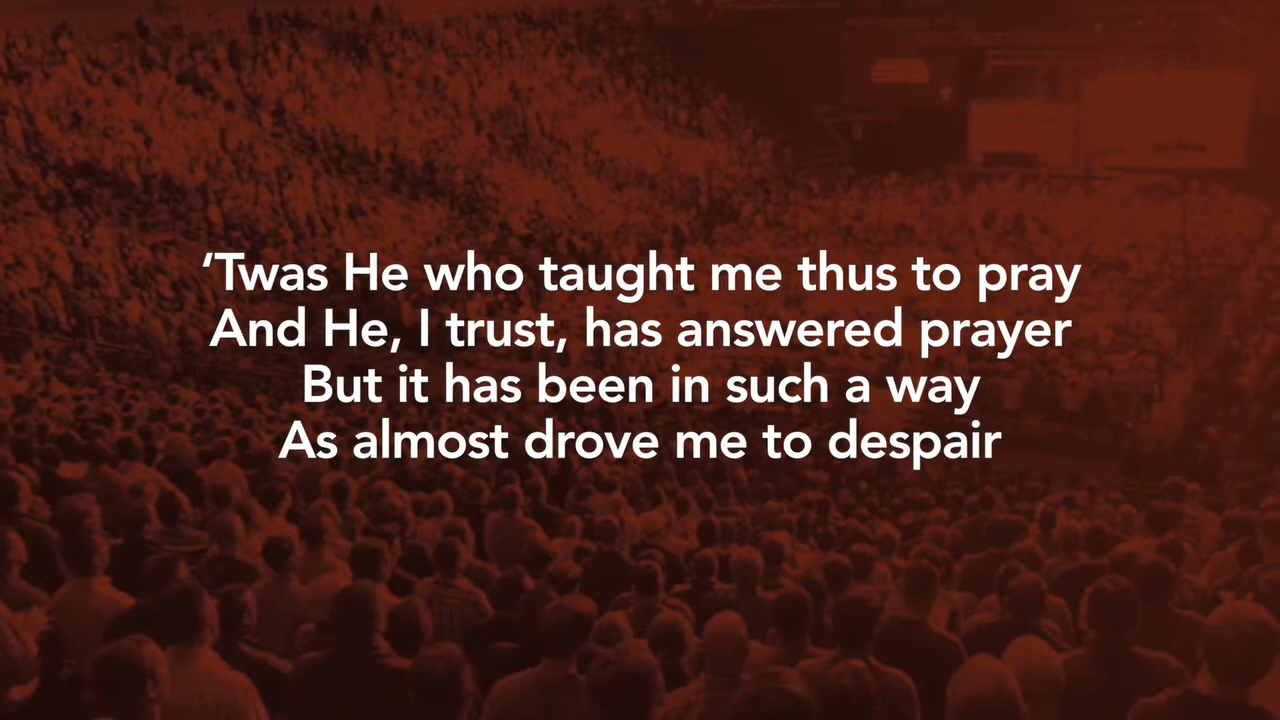 ‘Twas He who taught me thus to pray
And He, I trust, has answered prayer
But it has been in such a way
As almost drove me to despair